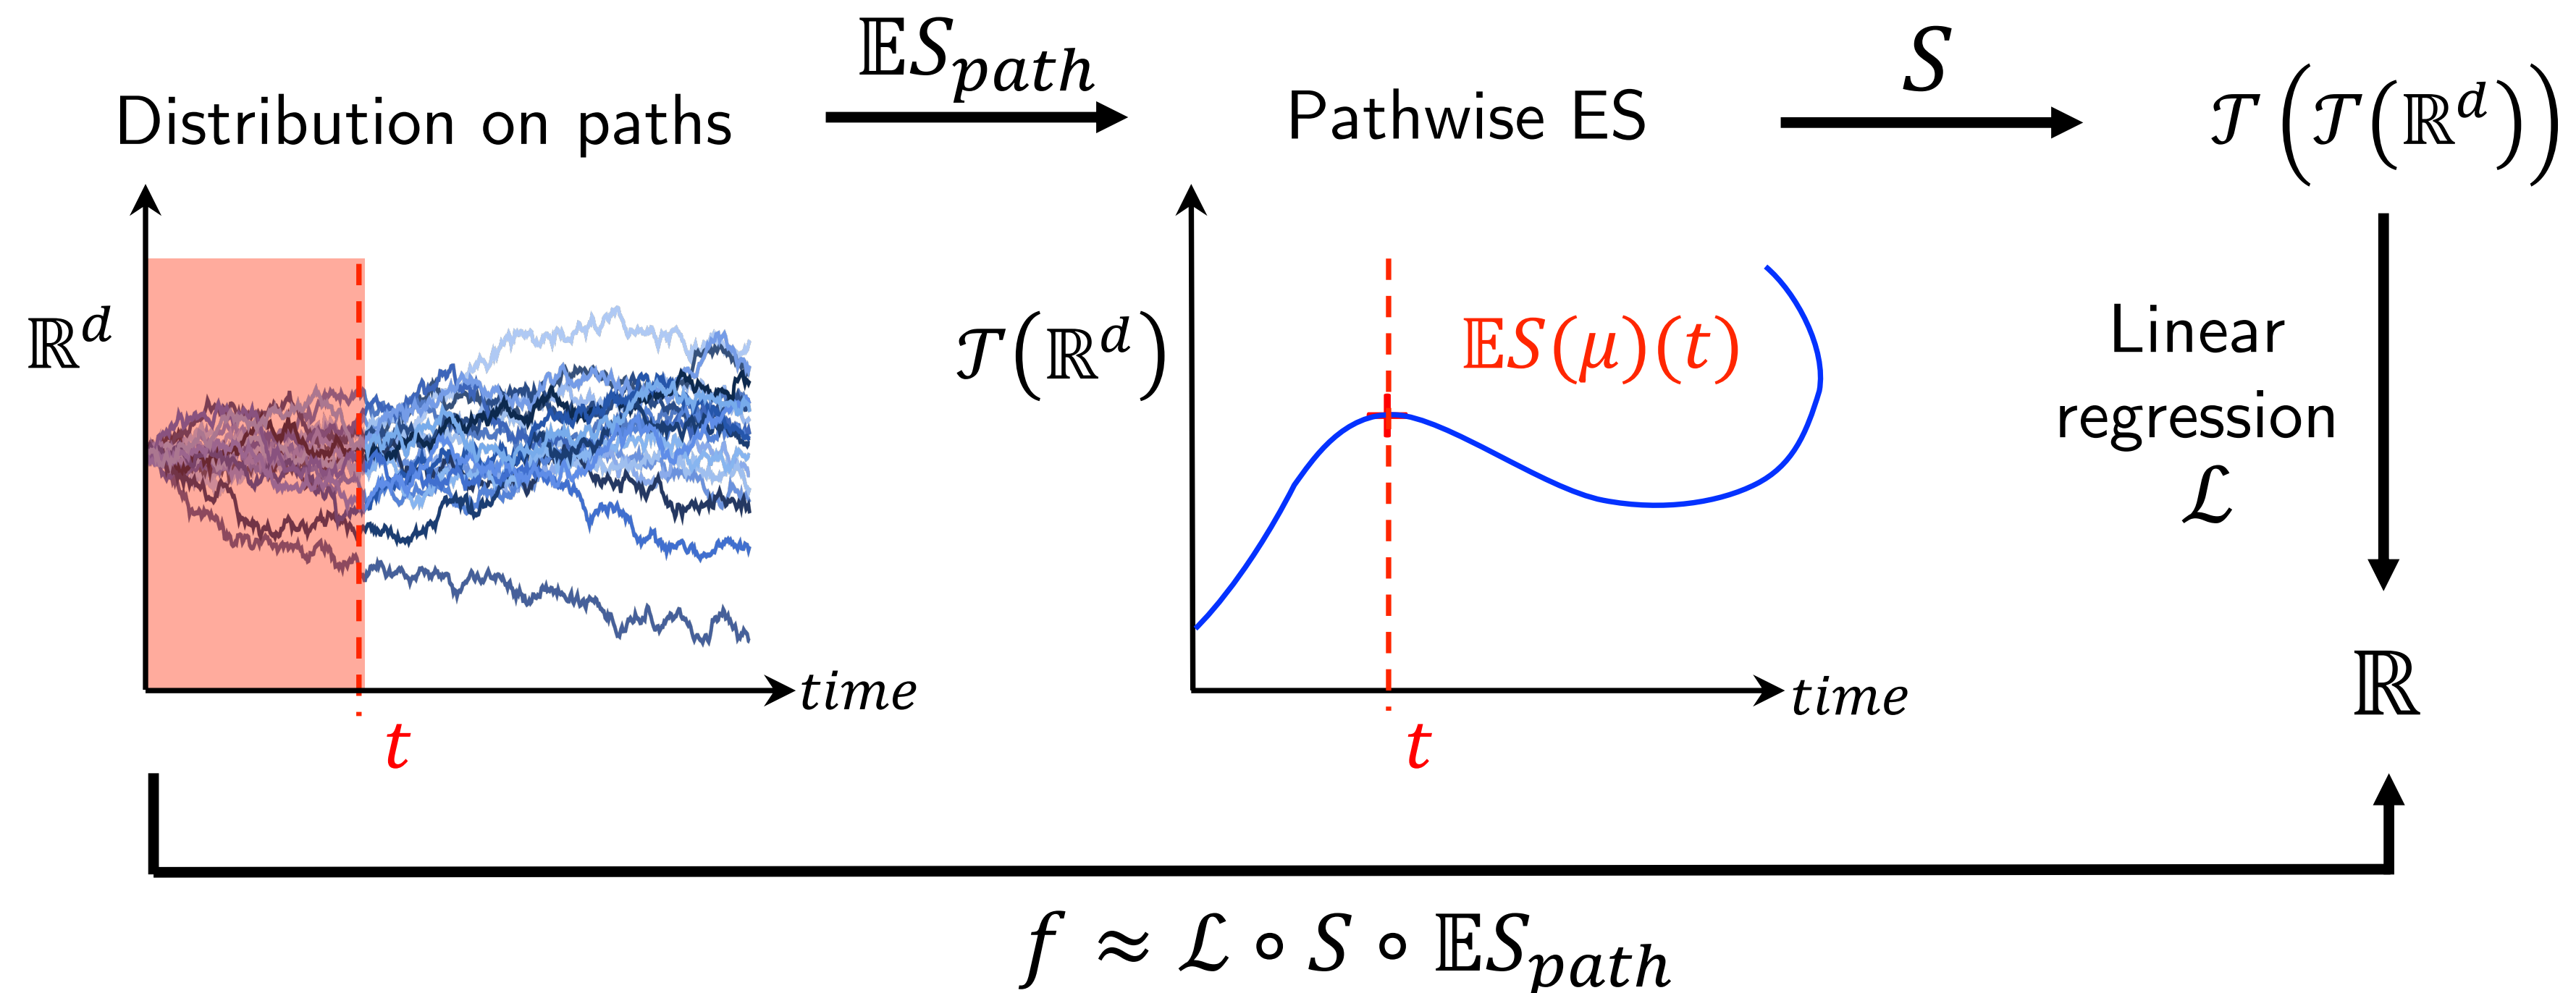 𝔼S_path
S
Distribution on paths
Pathwise ES
𝒯(𝒯(ℝ^d))
ℝ^d
𝒯(ℝ^d)
𝔼S(μ)(t)
Linear
regression
ℒ
time
time
ℝ
t
t
f ≈ ℒ ∘ S ∘ 𝔼S_path